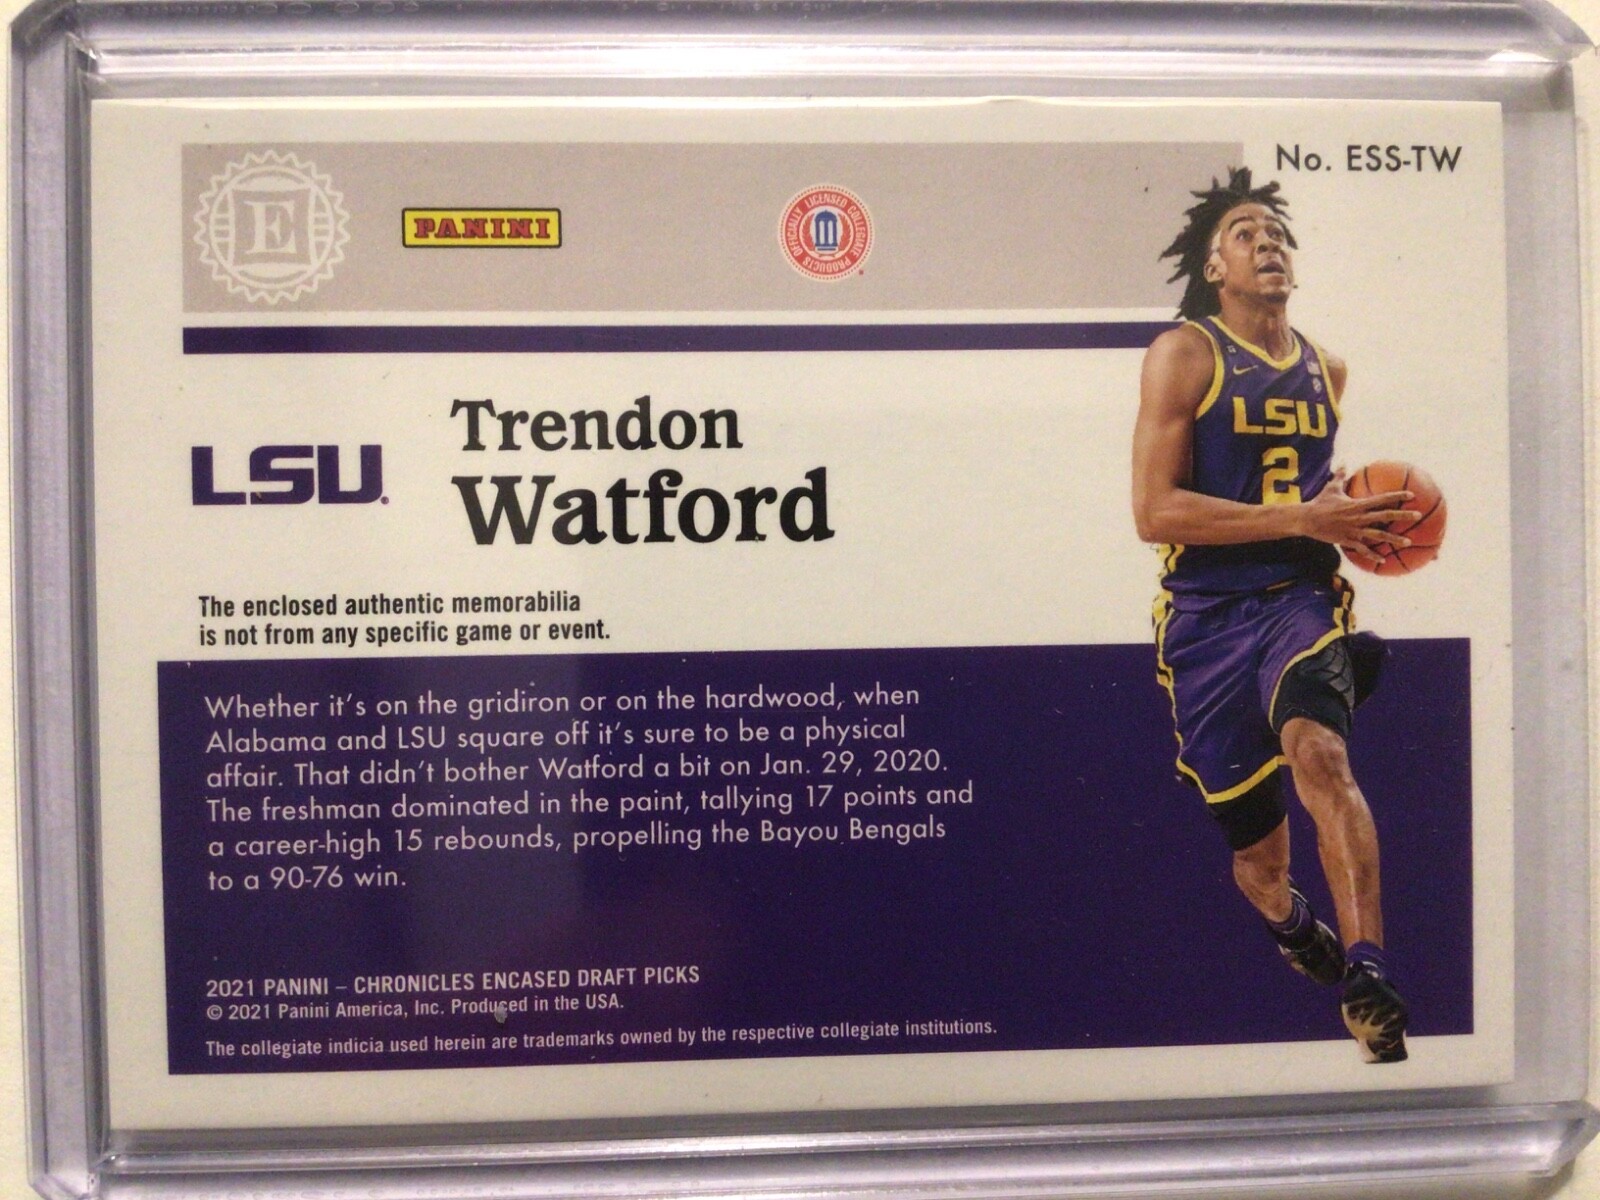 No. ESS-TW
E
PANINI
OFFICIALLY LICENSED COLLEGIATE PRODUCTS
LSU
Trendon
Watford
LSU
2
The enclosed authentic memorabilia
is not from any specific game or event.
Whether it's on the gridiron or on the hardwood, when
Alabama and LSU square off it's sure to be a physical
affair. That didn't bother Watford a bit on Jan. 29, 2020.
The freshman dominated in the paint, tallying 17 points and
a career-high 15 rebounds, propelling the Bayou Bengals
to a 90-76 win.
2021 PANINI – CHRONICLES ENCASED DRAFT PICKS
© 2021 Panini America, Inc. Produced in the USA.
The collegiate indicia used herein are trademarks owned by the respective collegiate institutions.